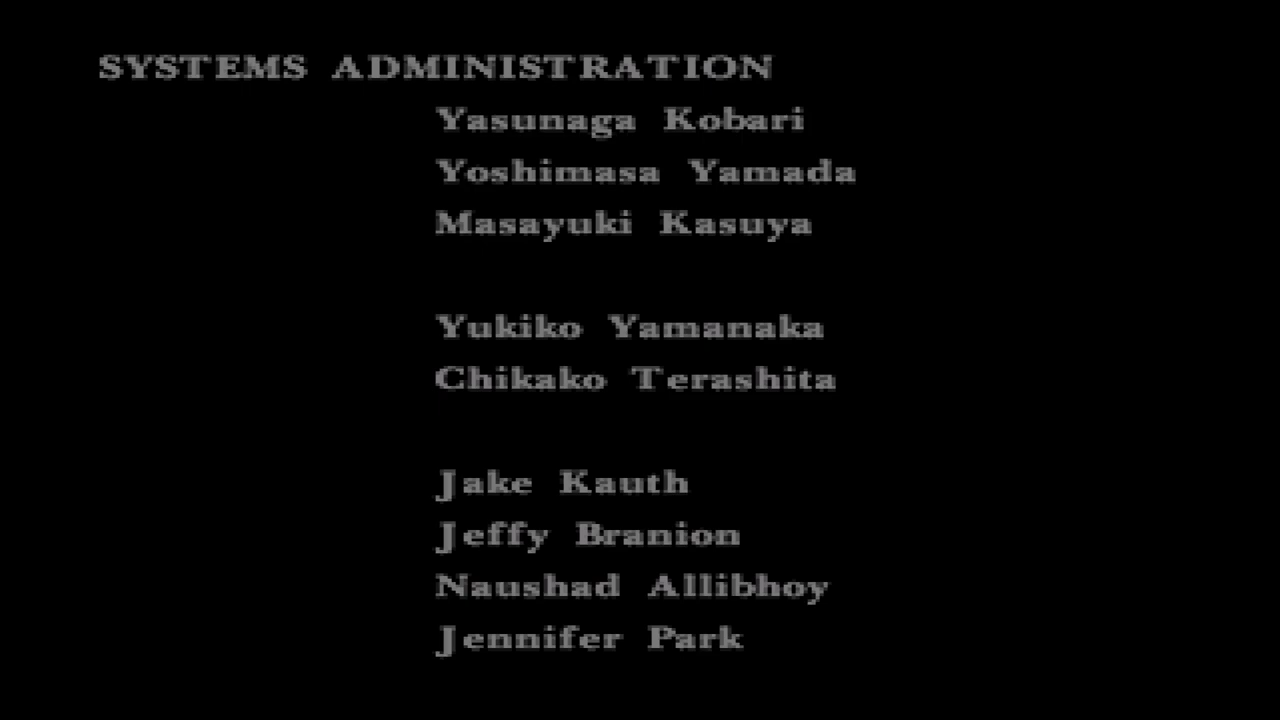 SYSTEMS ADMINISTRATION
Yasunaga Kobari
Yoshimasa Yamada
Masayuki Kasuya
Yukiko Yamanaka
Chikako Terashita
Jake Kauth
Jeffy Branion
Naushad Allibhoy
Jennifer Park